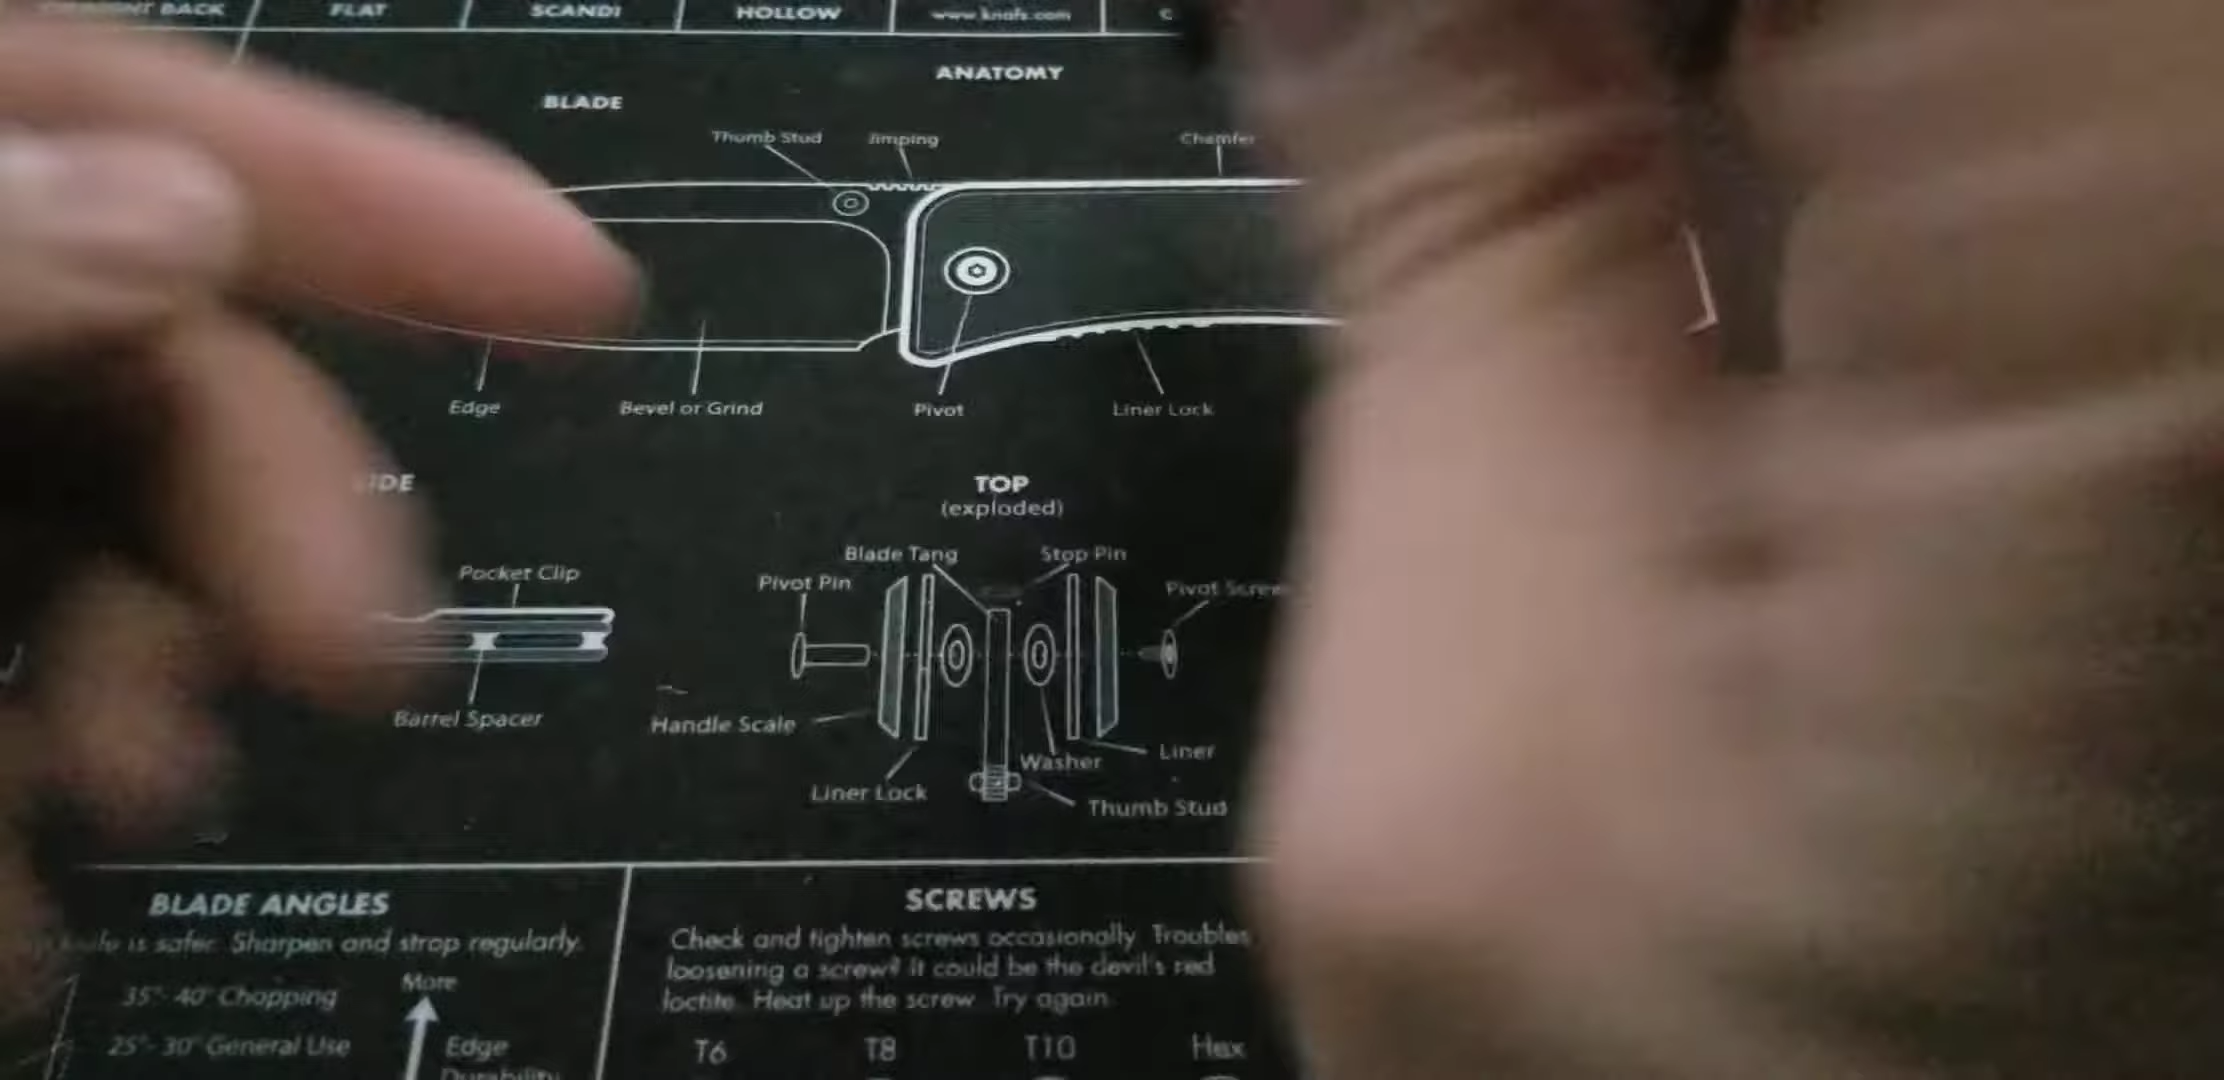 BACK
FLAT
SCANDI
HOLLOW
www.knafs.com
ANATOMY
BLADE
Thumb Stud
Jimping
Chamfer
Edge
Bevel or Grind
Pivot
Liner Lock
TOP
(exploded)
Blade Tang
Stop Pin
Pocket Clip
Pivot Pin
Pivot Screw
Barrel Spacer
Handle Scale
Liner
Washer
Liner Lock
Thumb Stud
BLADE ANGLES
is safer. Sharpen and strop regularly.
More
35°- 40° Chopping
25°- 30° General Use
Edge
Durability
SCREWS
Check and tighten screws occasionally. Troubles
loosening a screw? It could be the devil's red
loctite. Heat up the screw. Try again.
T6
T8
T10
Hex